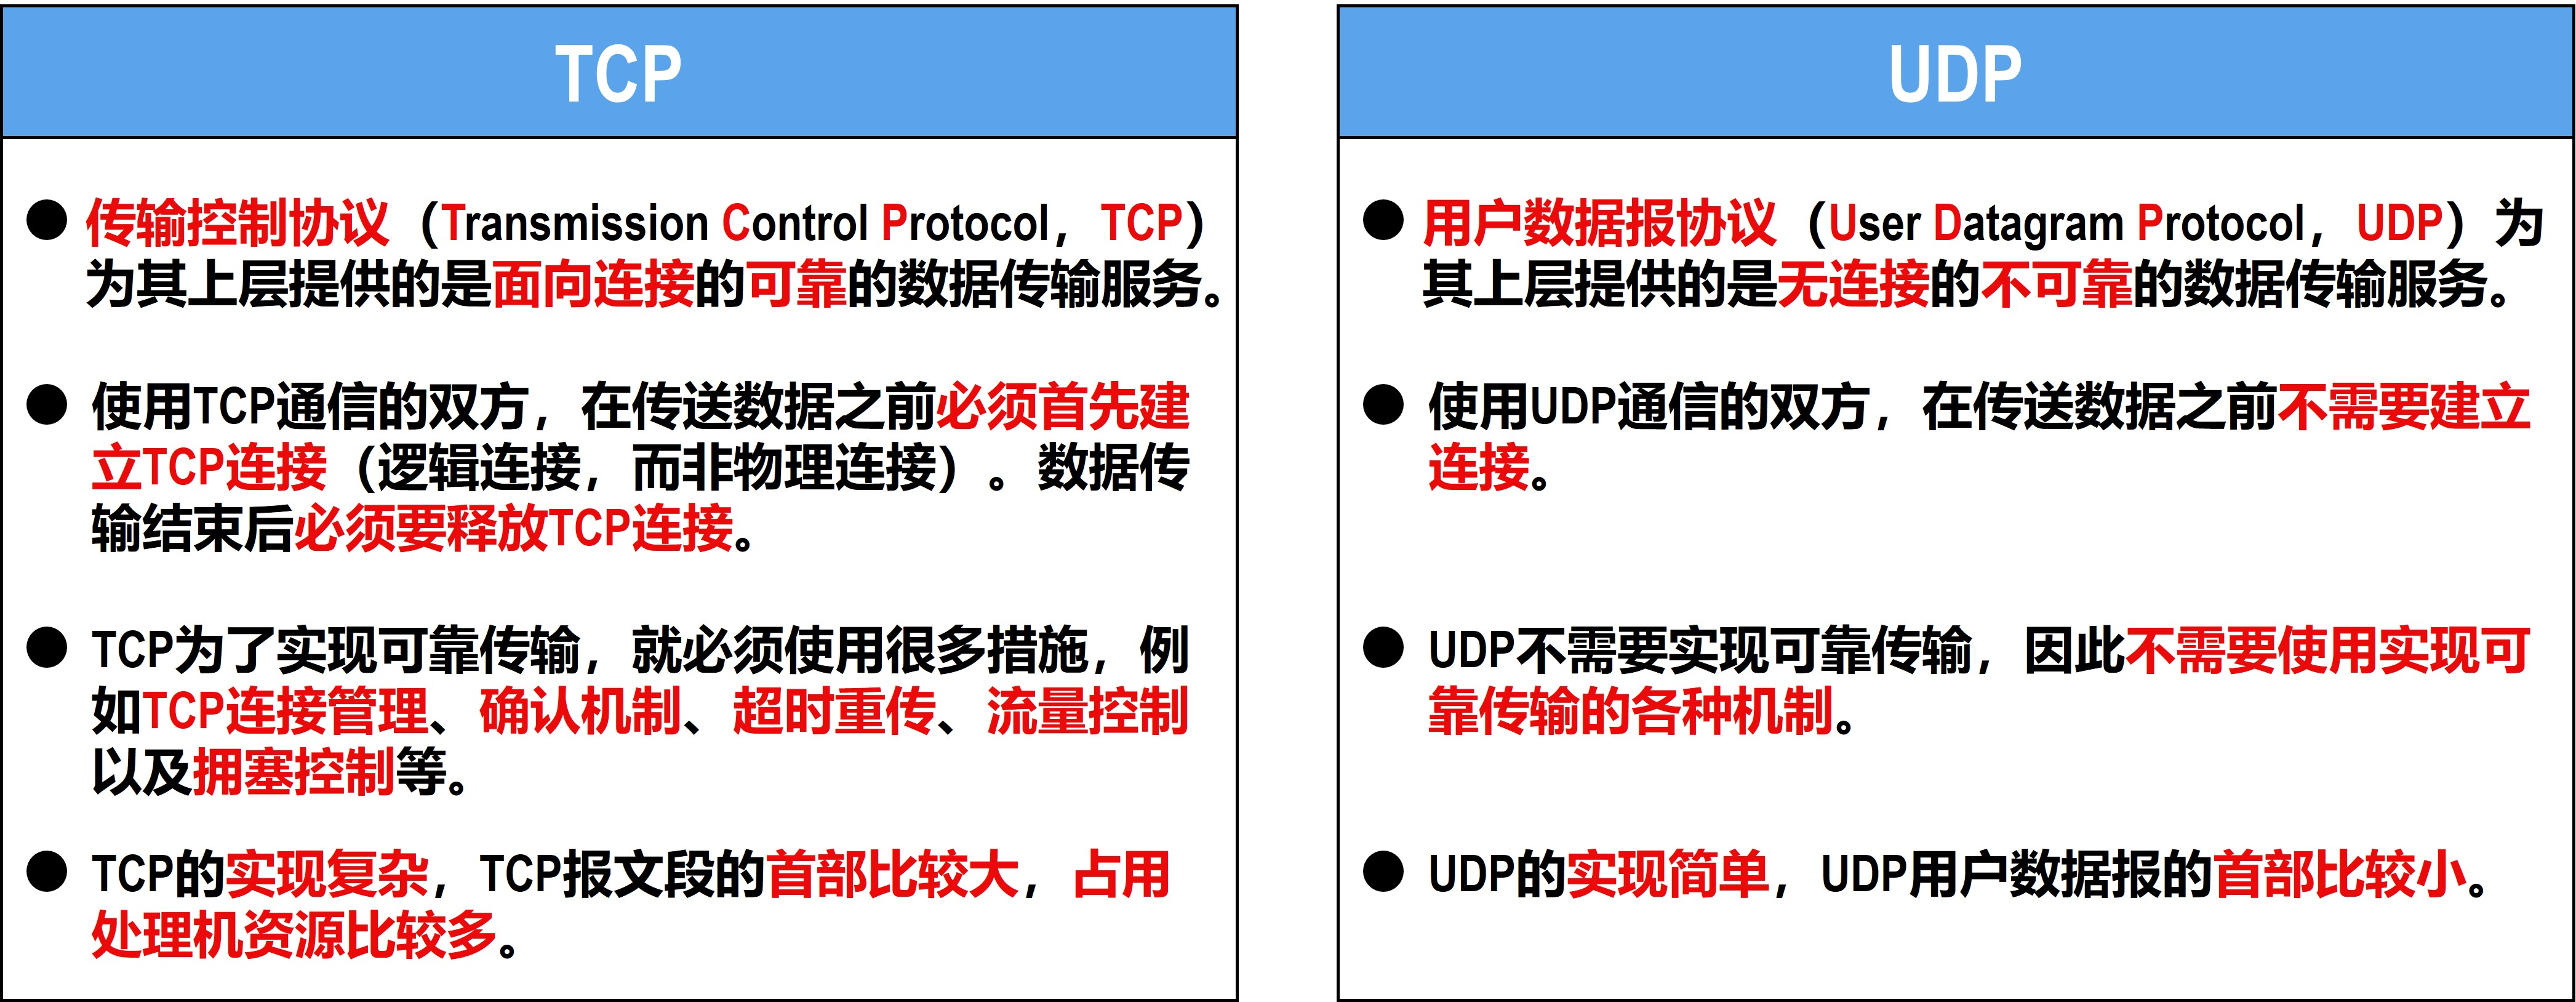 TCP
● 传输控制协议（Transmission Control Protocol，TCP）
为其上层提供的是面向连接的可靠的数据传输服务。
● 使用TCP通信的双方，在传送数据之前必须首先建
立TCP连接（逻辑连接，而非物理连接）。数据传
输结束后必须要释放TCP连接。
● TCP为了实现可靠传输，就必须使用很多措施，例
如TCP连接管理、确认机制、超时重传、流量控制
以及拥塞控制等。
● TCP的实现复杂，TCP报文段的首部比较大，占用
处理机资源比较多。
UDP
● 用户数据报协议（User Datagram Protocol，UDP）为
其上层提供的是无连接的不可靠的数据传输服务。
● 使用UDP通信的双方，在传送数据之前不需要建立
连接。
● UDP不需要实现可靠传输，因此不需要使用实现可
靠传输的各种机制。
● UDP的实现简单，UDP用户数据报的首部比较小。